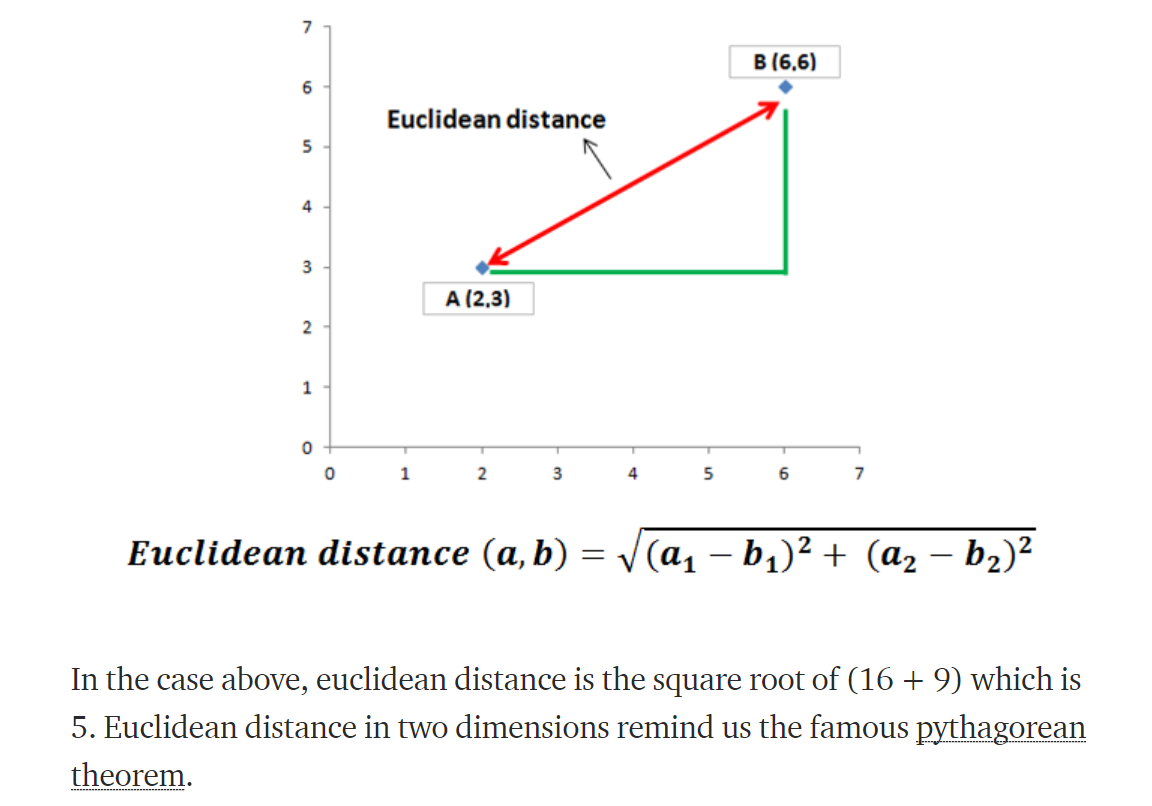 7
B (6,6)
6
Euclidean distance
5
4
3
A (2,3)
2
1
0
0 1 2 3 4 5 6 7
Euclidean distance (a, b) = √(a₁ − b₁)² + (a₂ − b₂)²
In the case above, euclidean distance is the square root of (16 + 9) which is
5. Euclidean distance in two dimensions remind us the famous pythagorean
theorem.